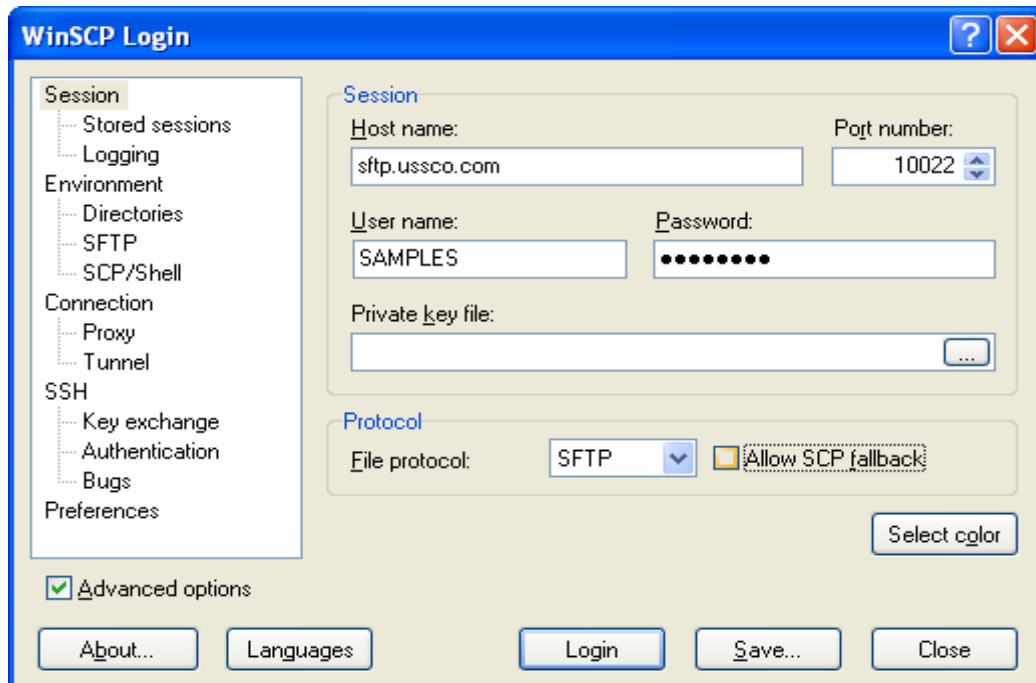 WinSCP Login
Session
Stored sessions
Logging
Environment
Directories
SFTP
SCP/Shell
Connection
Proxy
Tunnel
SSH
Key exchange
Authentication
Bugs
Preferences
Advanced options
Session
Host name:
Port number:
sftp.ussco.com
10022
User name:
Password:
SAMPLES
••••••••
Private key file:
...
Protocol
File protocol:
SFTP
Allow SCP fallback
Select color
About...
Languages
Login
Save...
Close